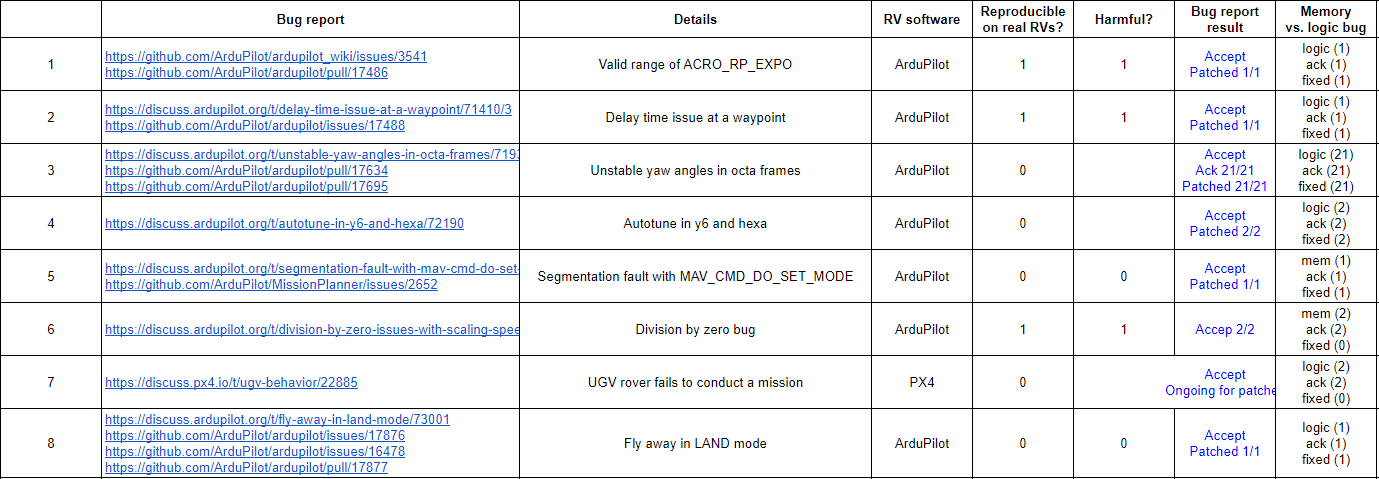 Bug report
Details
RV software
Reproducible
on real RVs?
Harmful?
Bug report
result
Memory
vs. logic bug
1
https://github.com/ArduPilot/ardupilot_wiki/issues/3541
https://github.com/ArduPilot/ardupilot/pull/17486
Valid range of ACRO_RP_EXPO
ArduPilot
1
1
Accept
Patched 1/1
logic (1)
ack (1)
fixed (1)
2
https://discuss.ardupilot.org/t/delay-time-issue-at-a-waypoint/71410/3
https://github.com/ArduPilot/ardupilot/issues/17488
Delay time issue at a waypoint
ArduPilot
1
1
Accept
Patched 1/1
logic (1)
ack (1)
fixed (1)
3
https://discuss.ardupilot.org/t/unstable-yaw-angles-in-octa-frames/719
https://github.com/ArduPilot/ardupilot/pull/17634
https://github.com/ArduPilot/ardupilot/pull/17695
Unstable yaw angles in octa frames
ArduPilot
0
Accept
Ack 21/21
Patched 21/21
logic (21)
ack (21)
fixed (21)
4
https://discuss.ardupilot.org/t/autotune-in-y6-and-hexa/72190
Autotune in y6 and hexa
ArduPilot
0
Accept
Patched 2/2
logic (2)
ack (2)
fixed (2)
5
https://discuss.ardupilot.org/t/segmentation-fault-with-mav-cmd-do-set-
https://github.com/ArduPilot/MissionPlanner/issues/2652
Segmentation fault with MAV_CMD_DO_SET_MODE
ArduPilot
0
0
Accept
Patched 1/1
mem (1)
ack (1)
fixed (1)
6
https://discuss.ardupilot.org/t/division-by-zero-issues-with-scaling-spee
Division by zero bug
ArduPilot
1
1
Accep 2/2
mem (2)
ack (2)
fixed (0)
7
https://discuss.px4.io/t/ugv-behavior/22885
UGV rover fails to conduct a mission
PX4
0
Accept
Ongoing for patche
logic (2)
ack (2)
fixed (0)
8
https://discuss.ardupilot.org/t/fly-away-in-land-mode/73001
https://github.com/ArduPilot/ardupilot/issues/17876
https://github.com/ArduPilot/ardupilot/issues/16478
https://github.com/ArduPilot/ardupilot/pull/17877
Fly away in LAND mode
ArduPilot
0
0
Accept
Patched 1/1
logic (1)
ack (1)
fixed (1)